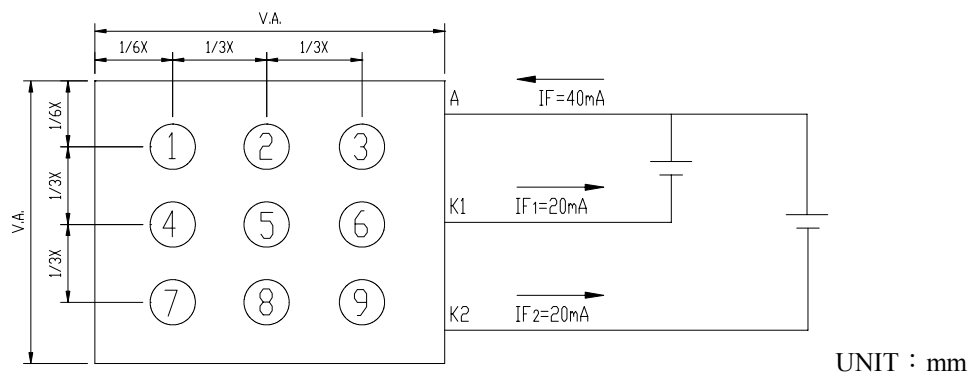 V.A.
1/6X 1/3X 1/3X
A IF=40mA
1/6X
1 2 3
1/3X
K1 IF1=20mA
V.A.
4 5 6
1/3X
7 8 9
K2 IF2=20mA
UNIT：mm